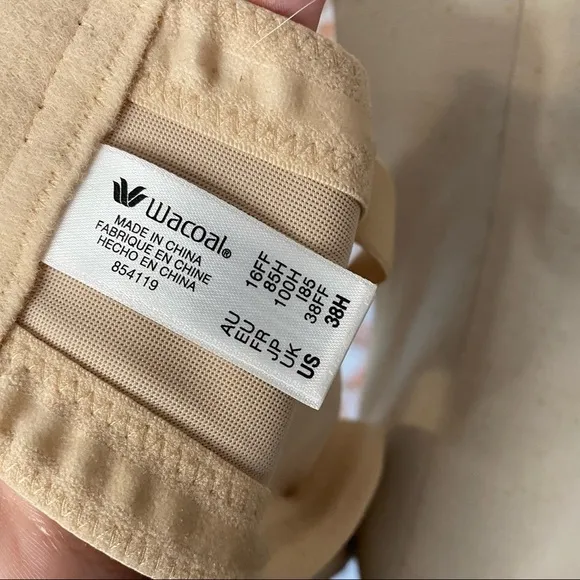 Wacoal®
MADE IN CHINA
FABRIQUE EN CHINE
HECHO EN CHINA
854119
AU 16FF
EU 85H
FR 100H
JP I85
UK 38FF
US 38H